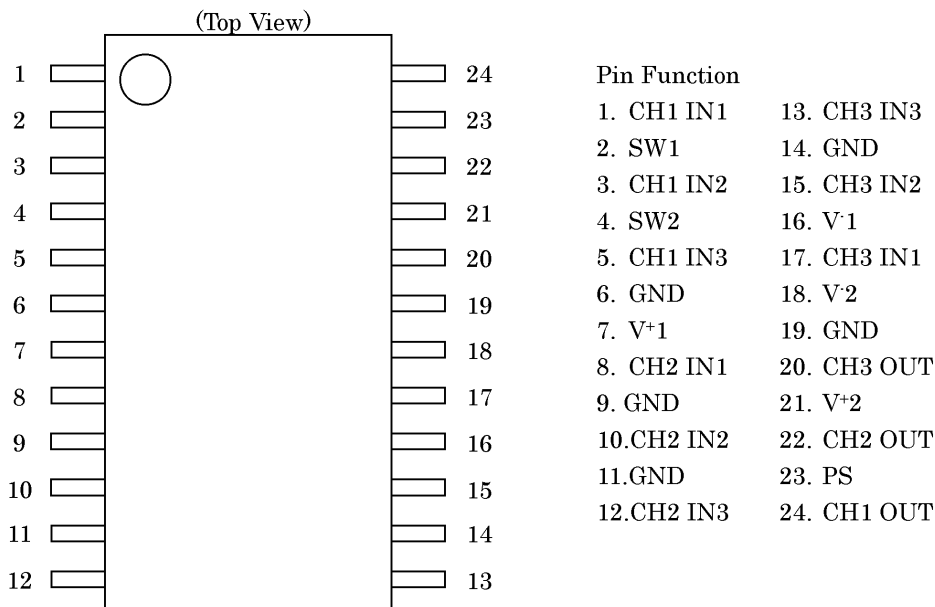 (Top View)
1 24
2 23
3 22
4 21
5 20
6 19
7 18
8 17
9 16
10 15
11 14
12 13
Pin Function
1. CH1 IN1 13. CH3 IN3
2. SW1 14. GND
3. CH1 IN2 15. CH3 IN2
4. SW2 16. V⁻1
5. CH1 IN3 17. CH3 IN1
6. GND 18. V⁻2
7. V⁺1 19. GND
8. CH2 IN1 20. CH3 OUT
9. GND 21. V⁺2
10.CH2 IN2 22. CH2 OUT
11.GND 23. PS
12.CH2 IN3 24. CH1 OUT